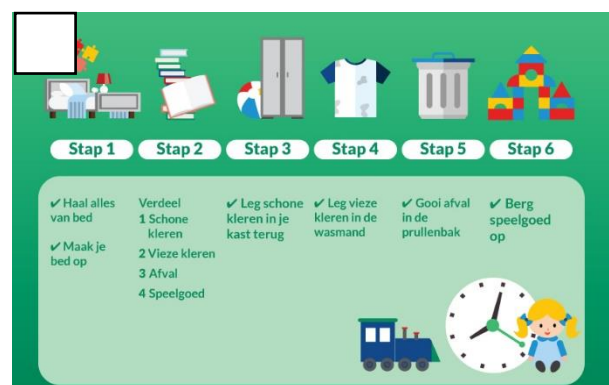 Stap 1
Stap 2
Stap 3
Stap 4
Stap 5
Stap 6
✔ Haal alles
van bed
✔ Maak je
bed op
Verdeel
1 Schone
kleren
2 Vieze kleren
3 Afval
4 Speelgoed
✔ Leg schone
kleren in je
kast terug
✔ Leg vieze
kleren in de
wasmand
✔ Gooi afval
in de
prullenbak
✔ Berg
speelgoed
op